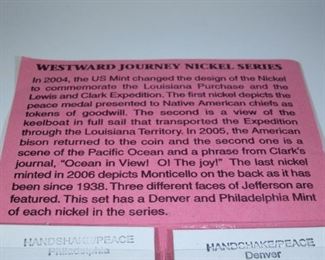 WESTWARD JOURNEY NICKEL SERIES
In 2004, the US Mint changed the design of the Nickel
to commemorate the Louisiana Purchase and the
Lewis and Clark Expedition. The first nickel depicts the
peace medal presented to Native American chiefs as
tokens of goodwill. The second is a view of the
keelboat in full sail that transported the Expedition
through the Louisiana Territory. In 2005, the American
bison returned to the coin and the second one is a
scene of the Pacific Ocean and a phrase from Clark's
journal, "Ocean in View! O! The joy!" The last nickel
minted in 2006 depicts Monticello on the back as it has
been since 1938. Three different faces of Jefferson are
featured. This set has a Denver and Philadelphia Mint
of each nickel in the series.
HANDSHAKE/PEACE
Philadelphia
HANDSHAKE/PEACE
Denver